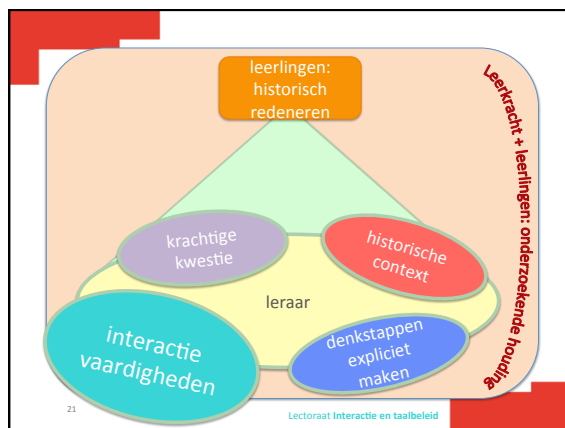 leerlingen:
historisch
redeneren
Leerkracht + leerlingen: onderzoekende houding
krachtige
kwestie
historische
context
leraar
interactie
vaardigheden
denkstappen
expliciet
maken
21
Lectoraat Interactie en taalbeleid